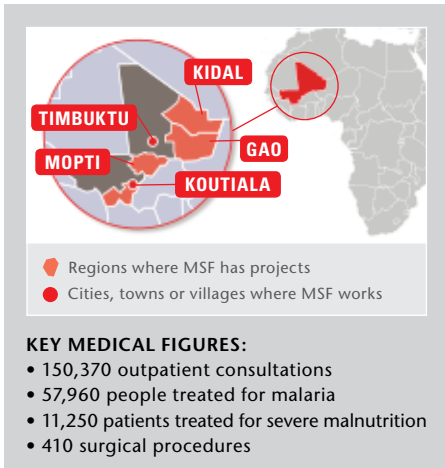 KIDAL
TIMBUKTU
MOPTI
GAO
KOUTIALA
Regions where MSF has projects
Cities, towns or villages where MSF works
KEY MEDICAL FIGURES:
• 150,370 outpatient consultations
• 57,960 people treated for malaria
• 11,250 patients treated for severe malnutrition
• 410 surgical procedures